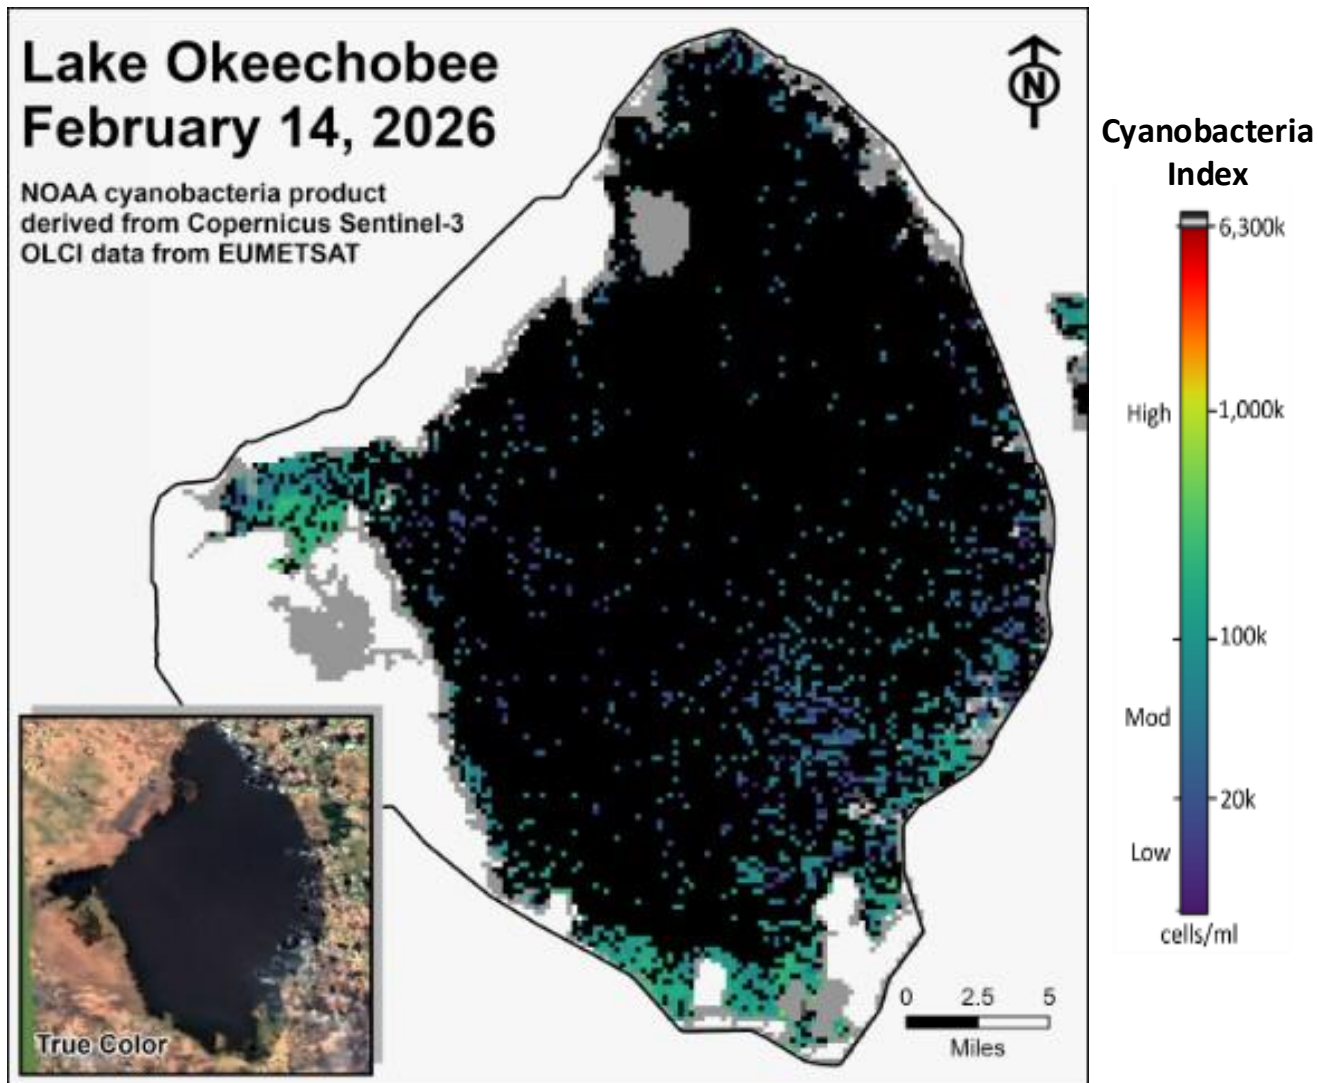 Lake Okeechobee
February 14, 2026
NOAA cyanobacteria product
derived from Copernicus Sentinel-3
OLCI data from EUMETSAT
N
Cyanobacteria
Index
6,300k
High
1,000k
100k
Mod
20k
Low
cells/ml
0 2.5 5
Miles
True Color